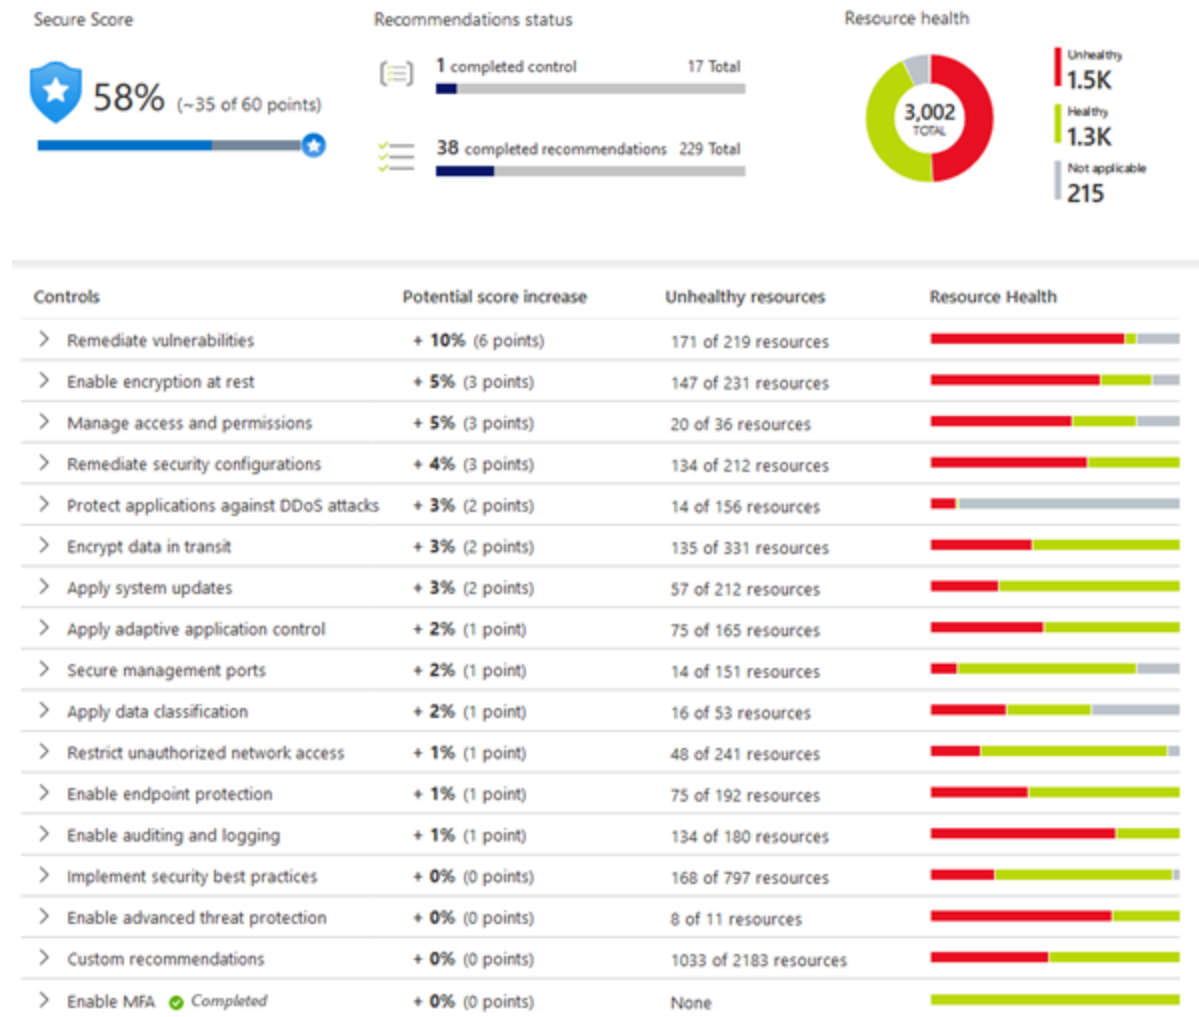 Secure Score
58% (~35 of 60 points)
Recommendations status
1 completed control 17 Total
38 completed recommendations 229 Total
Resource health
3,002
TOTAL
Unhealthy
1.5K
Healthy
1.3K
Not applicable
215
Controls Potential score increase Unhealthy resources Resource Health
Remediate vulnerabilities + 10% (6 points) 171 of 219 resources
Enable encryption at rest + 5% (3 points) 147 of 231 resources
Manage access and permissions + 5% (3 points) 20 of 36 resources
Remediate security configurations + 4% (3 points) 134 of 212 resources
Protect applications against DDoS attacks + 3% (2 points) 14 of 156 resources
Encrypt data in transit + 3% (2 points) 135 of 331 resources
Apply system updates + 3% (2 points) 57 of 212 resources
Apply adaptive application control + 2% (1 point) 75 of 165 resources
Secure management ports + 2% (1 point) 14 of 151 resources
Apply data classification + 2% (1 point) 16 of 53 resources
Restrict unauthorized network access + 1% (1 point) 48 of 241 resources
Enable endpoint protection + 1% (1 point) 75 of 192 resources
Enable auditing and logging + 1% (1 point) 134 of 180 resources
Implement security best practices + 0% (0 points) 168 of 797 resources
Enable advanced threat protection + 0% (0 points) 8 of 11 resources
Custom recommendations + 0% (0 points) 1033 of 2183 resources
Enable MFA Completed + 0% (0 points) None